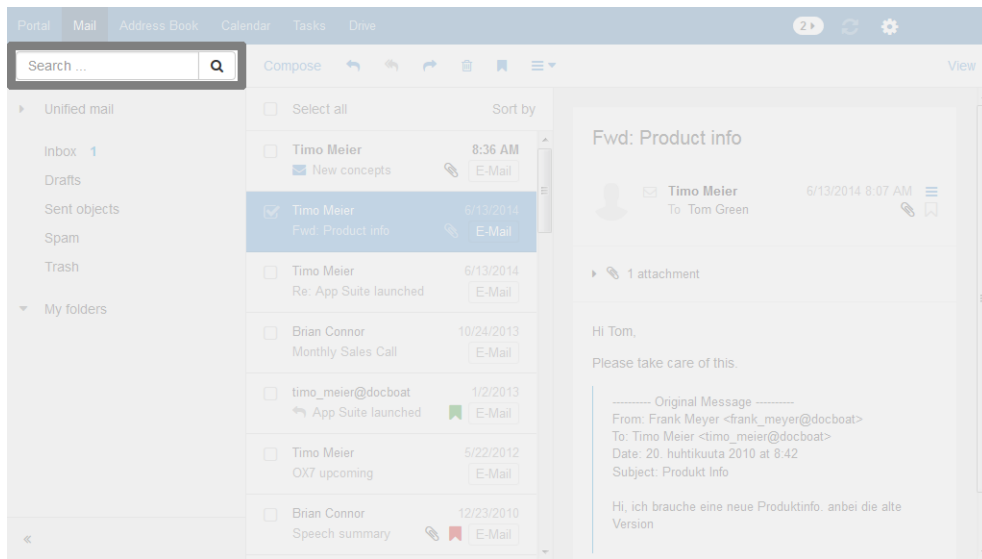 Portal Mail Address Book Calendar Tasks Drive 2
Search ...
Compose View
Unified mail
Inbox 1
Drafts
Sent objects
Spam
Trash
My folders
Select all Sort by
Timo Meier 8:36 AM
New concepts E-Mail
Timo Meier 6/13/2014
Fwd: Product info E-Mail
Timo Meier 6/13/2014
Re: App Suite launched E-Mail
Brian Connor 10/24/2013
Monthly Sales Call E-Mail
timo_meier@docboat 1/2/2013
App Suite launched E-Mail
Timo Meier 5/22/2012
OX7 upcoming E-Mail
Brian Connor 12/23/2010
Speech summary E-Mail
Fwd: Product info
Timo Meier 6/13/2014 8:07 AM
To Tom Green
1 attachment
Hi Tom,
Please take care of this.
---------- Original Message ----------
From: Frank Meyer <frank_meyer@docboat>
To: Timo Meier <timo_meier@docboat>
Date: 20. huhtikuuta 2010 at 8:42
Subject: Produkt Info
Hi, ich brauche eine neue Produktinfo. anbei die alte
Version